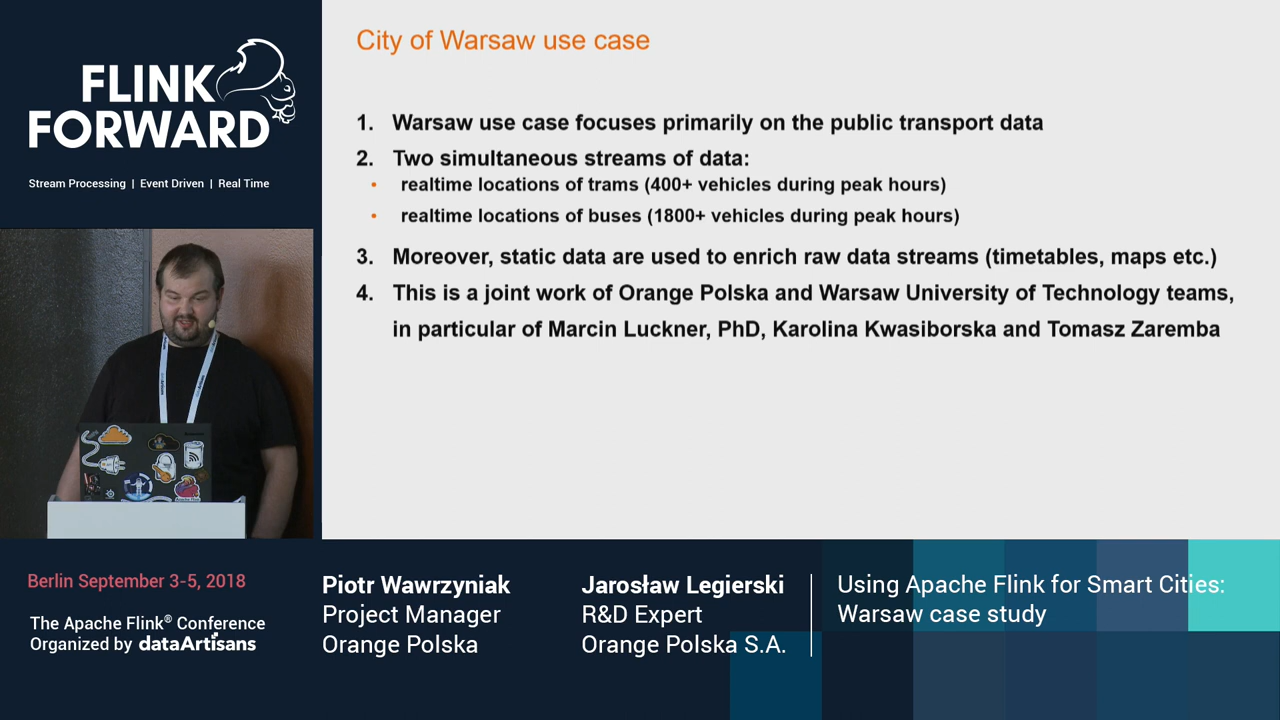 FLINK
FORWARD
Stream Processing | Event Driven | Real Time
City of Warsaw use case
1. Warsaw use case focuses primarily on the public transport data
2. Two simultaneous streams of data:
• realtime locations of trams (400+ vehicles during peak hours)
• realtime locations of buses (1800+ vehicles during peak hours)
3. Moreover, static data are used to enrich raw data streams (timetables, maps etc.)
4. This is a joint work of Orange Polska and Warsaw University of Technology teams,
in particular of Marcin Luckner, PhD, Karolina Kwasiborska and Tomasz Zaremba
Berlin September 3-5, 2018
The Apache Flink® Conference
Organized by dataArtisans
Piotr Wawrzyniak
Project Manager
Orange Polska
Jarosław Legierski
R&D Expert
Orange Polska S.A.
Using Apache Flink for Smart Cities:
Warsaw case study